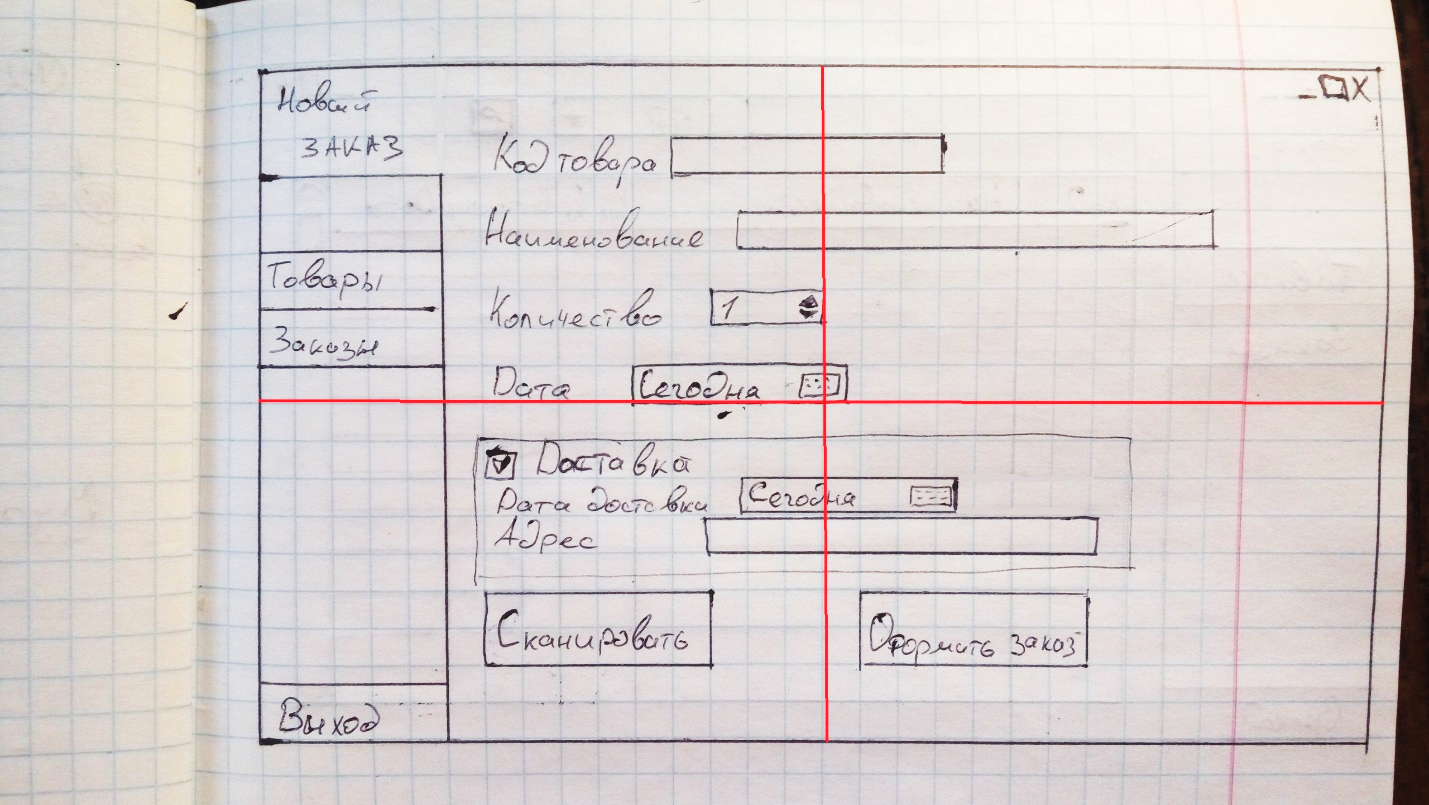 Новый
ЗАКАЗ
Товары
Заказы
Выход
X
Код товара
Наименование
Количество 1
Дата Сегодня
Доставка
Дата доставки Сегодня
Адрес
Сканировать
Оформить заказ